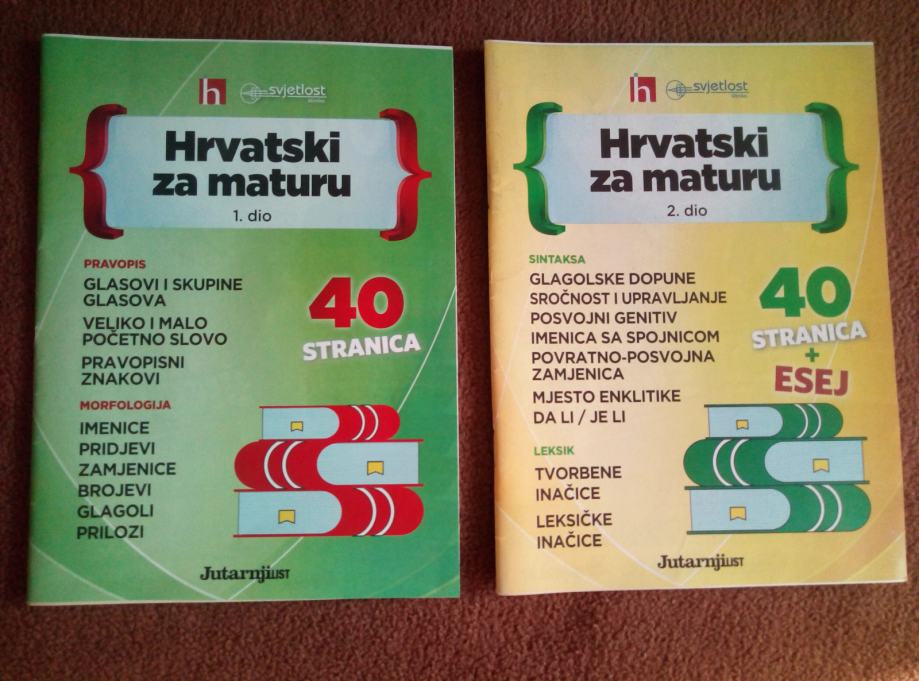 h svjetlost
Hrvatski
za maturu
1. dio
PRAVOPIS
GLASOVI I SKUPINE
GLASOVA
VELIKO I MALO
POČETNO SLOVO
PRAVOPISNI
ZNAKOVI
40
STRANICA
MORFOLOGIJA
IMENICE
PRIDJEVI
ZAMJENICE
BROJEVI
GLAGOLI
PRILOZI
Jutarnji LIST
h svjetlost
Hrvatski
za maturu
2. dio
SINTAKSA
GLAGOLSKE DOPUNE
SROČNOST I UPRAVLJANJE
POSVOJNI GENITIV
IMENICA SA SPOJNICOM
POVRATNO-POSVOJNA
ZAMJENICA
MJESTO ENKLITIKE
DA LI / JE LI
40
STRANICA
+
ESEJ
LEKSIK
TVORBENE
INAČICE
LEKSIČKE
INAČICE
Jutarnji LIST